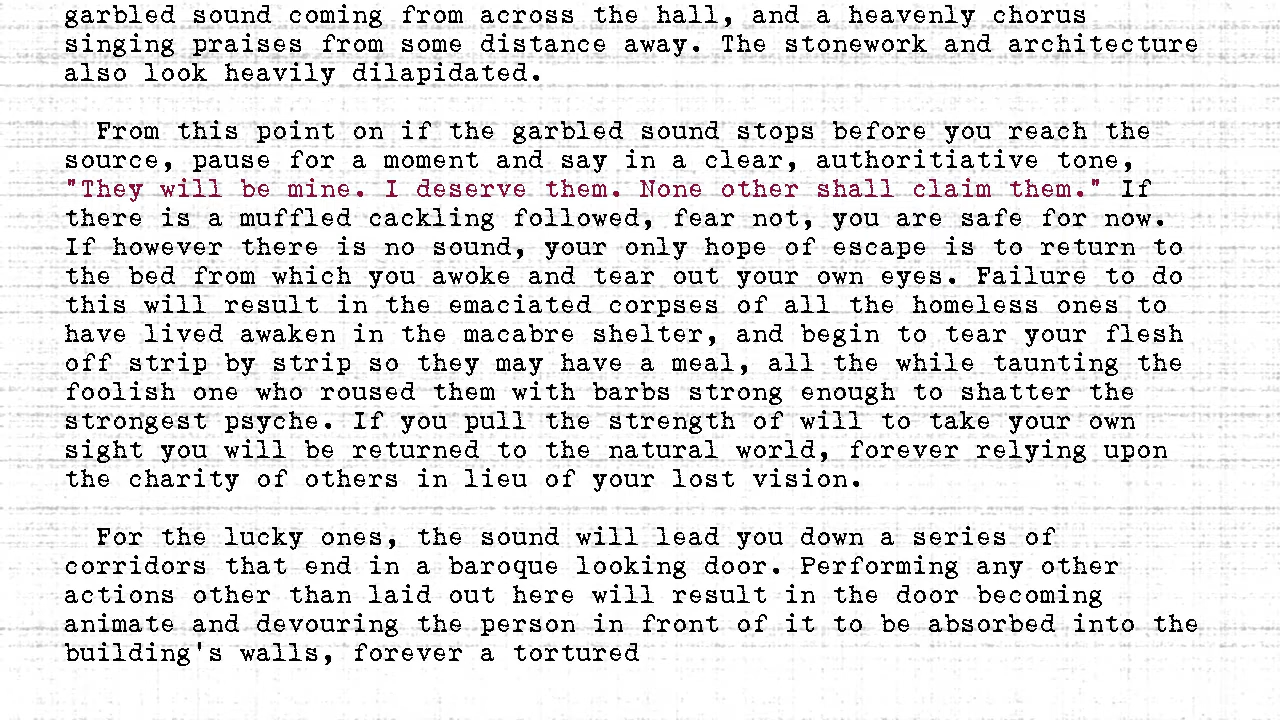 garbled sound coming from across the hall, and a heavenly chorus
singing praises from some distance away. The stonework and architecture
also look heavily dilapidated.
From this point on if the garbled sound stops before you reach the
source, pause for a moment and say in a clear, authoritiative tone,
"They will be mine. I deserve them. None other shall claim them." If
there is a muffled cackling followed, fear not, you are safe for now.
If however there is no sound, your only hope of escape is to return to
the bed from which you awoke and tear out your own eyes. Failure to do
this will result in the emaciated corpses of all the homeless ones to
have lived awaken in the macabre shelter, and begin to tear your flesh
off strip by strip so they may have a meal, all the while taunting the
foolish one who roused them with barbs strong enough to shatter the
strongest psyche. If you pull the strength of will to take your own
sight you will be returned to the natural world, forever relying upon
the charity of others in lieu of your lost vision.
For the lucky ones, the sound will lead you down a series of
corridors that end in a baroque looking door. Performing any other
actions other than laid out here will result in the door becoming
animate and devouring the person in front of it to be absorbed into the
building's walls, forever a tortured